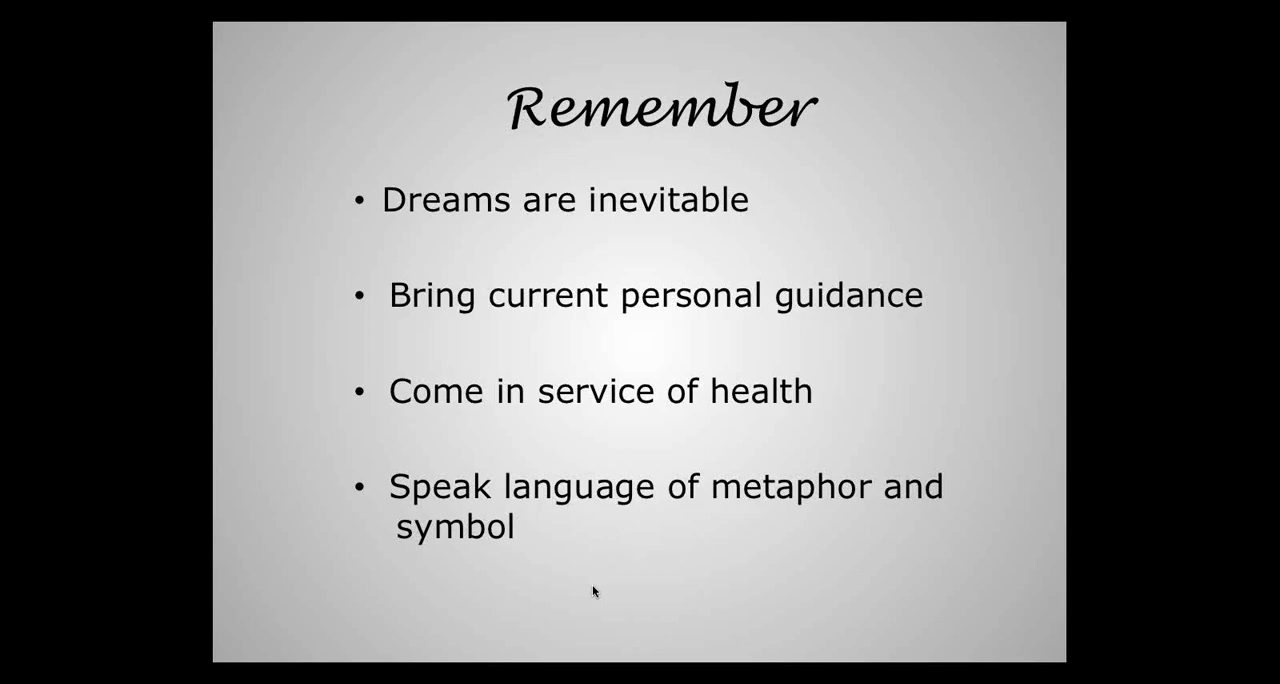 Remember
• Dreams are inevitable
• Bring current personal guidance
• Come in service of health
• Speak language of metaphor and
symbol